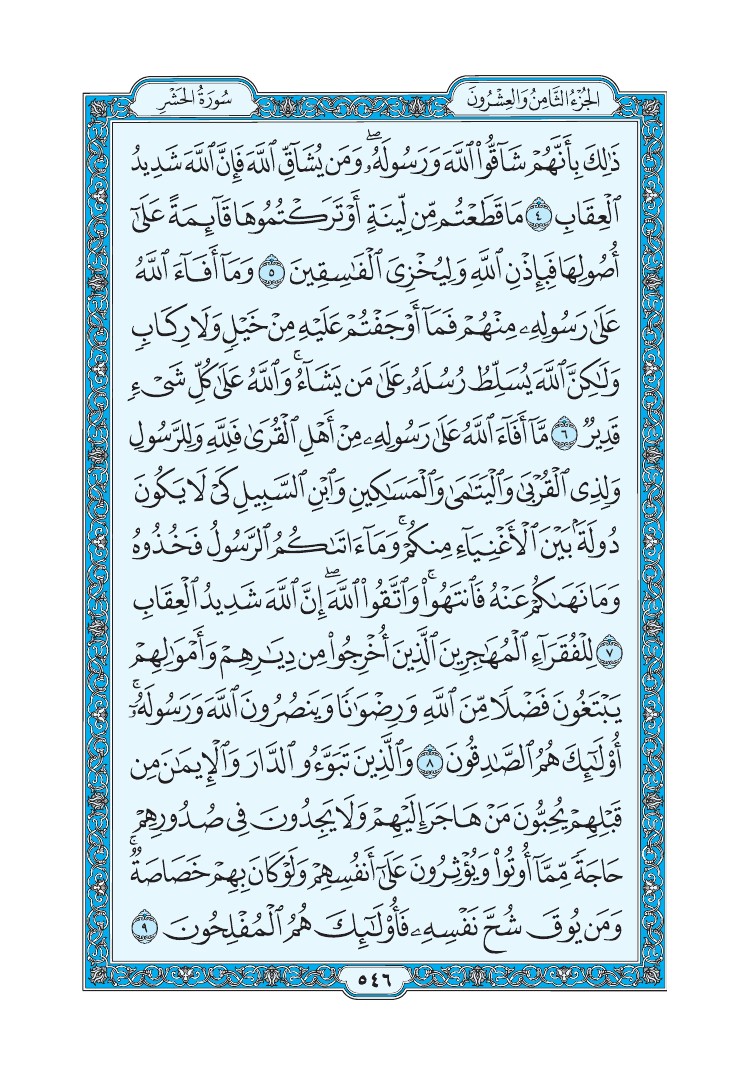 الجُزْءُ الثَّامِنُ وَالعِشْرُونَ
سُورَةُ الحَشْرِ
ذَٰلِكَ بِأَنَّهُمْ شَآقُّوا۟ ٱللَّهَ وَرَسُولَهُۥۖ وَمَن يُشَآقِّ ٱللَّهَ فَإِنَّ ٱللَّهَ شَدِيدُ
ٱلْعِقَابِ ٤ مَا قَطَعْتُم مِّن لِّينَةٍ أَوْ تَرَكْتُمُوهَا قَآئِمَةً عَلَىٰٓ
أُصُولِهَا فَبِإِذْنِ ٱللَّهِ وَلِيُخْزِىَ ٱلْفَٰسِقِينَ ٥ وَمَآ أَفَآءَ ٱللَّهُ
عَلَىٰ رَسُولِهِۦ مِنْهُمْ فَمَآ أَوْجَفْتُمْ عَلَيْهِ مِنْ خَيْلٍ وَلَا رِكَابٍ
وَلَٰكِنَّ ٱللَّهَ يُسَلِّطُ رُسُلَهُۥ عَلَىٰ مَن يَشَآءُۚ وَٱللَّهُ عَلَىٰ كُلِّ شَىْءٍ
قَدِيرٌ ٦ مَّآ أَفَآءَ ٱللَّهُ عَلَىٰ رَسُولِهِۦ مِنْ أَهْلِ ٱلْقُرَىٰ فَلِلَّهِ وَلِلرَّسُولِ
وَلِذِى ٱلْقُرْبَىٰ وَٱلْيَتَٰمَىٰ وَٱلْمَسَٰكِينِ وَٱبْنِ ٱلسَّبِيلِ كَىْ لَا يَكُونَ
دُولَةًۢ بَيْنَ ٱلْأَغْنِيَآءِ مِنكُمْۚ وَمَآ ءَاتَىٰكُمُ ٱلرَّسُولُ فَخُذُوهُ
وَمَا نَهَىٰكُمْ عَنْهُ فَٱنتَهُوا۟ۚ وَٱتَّقُوا۟ ٱللَّهَۖ إِنَّ ٱللَّهَ شَدِيدُ ٱلْعِقَابِ
٧ لِلْفُقَرَآءِ ٱلْمُهَٰجِرِينَ ٱلَّذِينَ أُخْرِجُوا۟ مِن دِيَٰرِهِمْ وَأَمْوَٰلِهِمْ
يَبْتَغُونَ فَضْلًا مِّنَ ٱللَّهِ وَرِضْوَٰنًا وَيَنصُرُونَ ٱللَّهَ وَرَسُولَهُۥٓۚ
أُو۟لَٰٓئِكَ هُمُ ٱلصَّٰدِقُونَ ٨ وَٱلَّذِينَ تَبَوَّءُو ٱلدَّارَ وَٱلْإِيمَٰنَ مِن
قَبْلِهِمْ يُحِبُّونَ مَنْ هَاجَرَ إِلَيْهِمْ وَلَا يَجِدُونَ فِى صُدُورِهِمْ
حَاجَةً مِّمَّآ أُوتُوا۟ وَيُؤْثِرُونَ عَلَىٰٓ أَنفُسِهِمْ وَلَوْ كَانَ بِهِمْ خَصَاصَةٌۚ
وَمَن يُوقَ شُحَّ نَفْسِهِۦ فَأُو۟لَٰٓئِكَ هُمُ ٱلْمُفْلِحُونَ ٩
٥٤٦